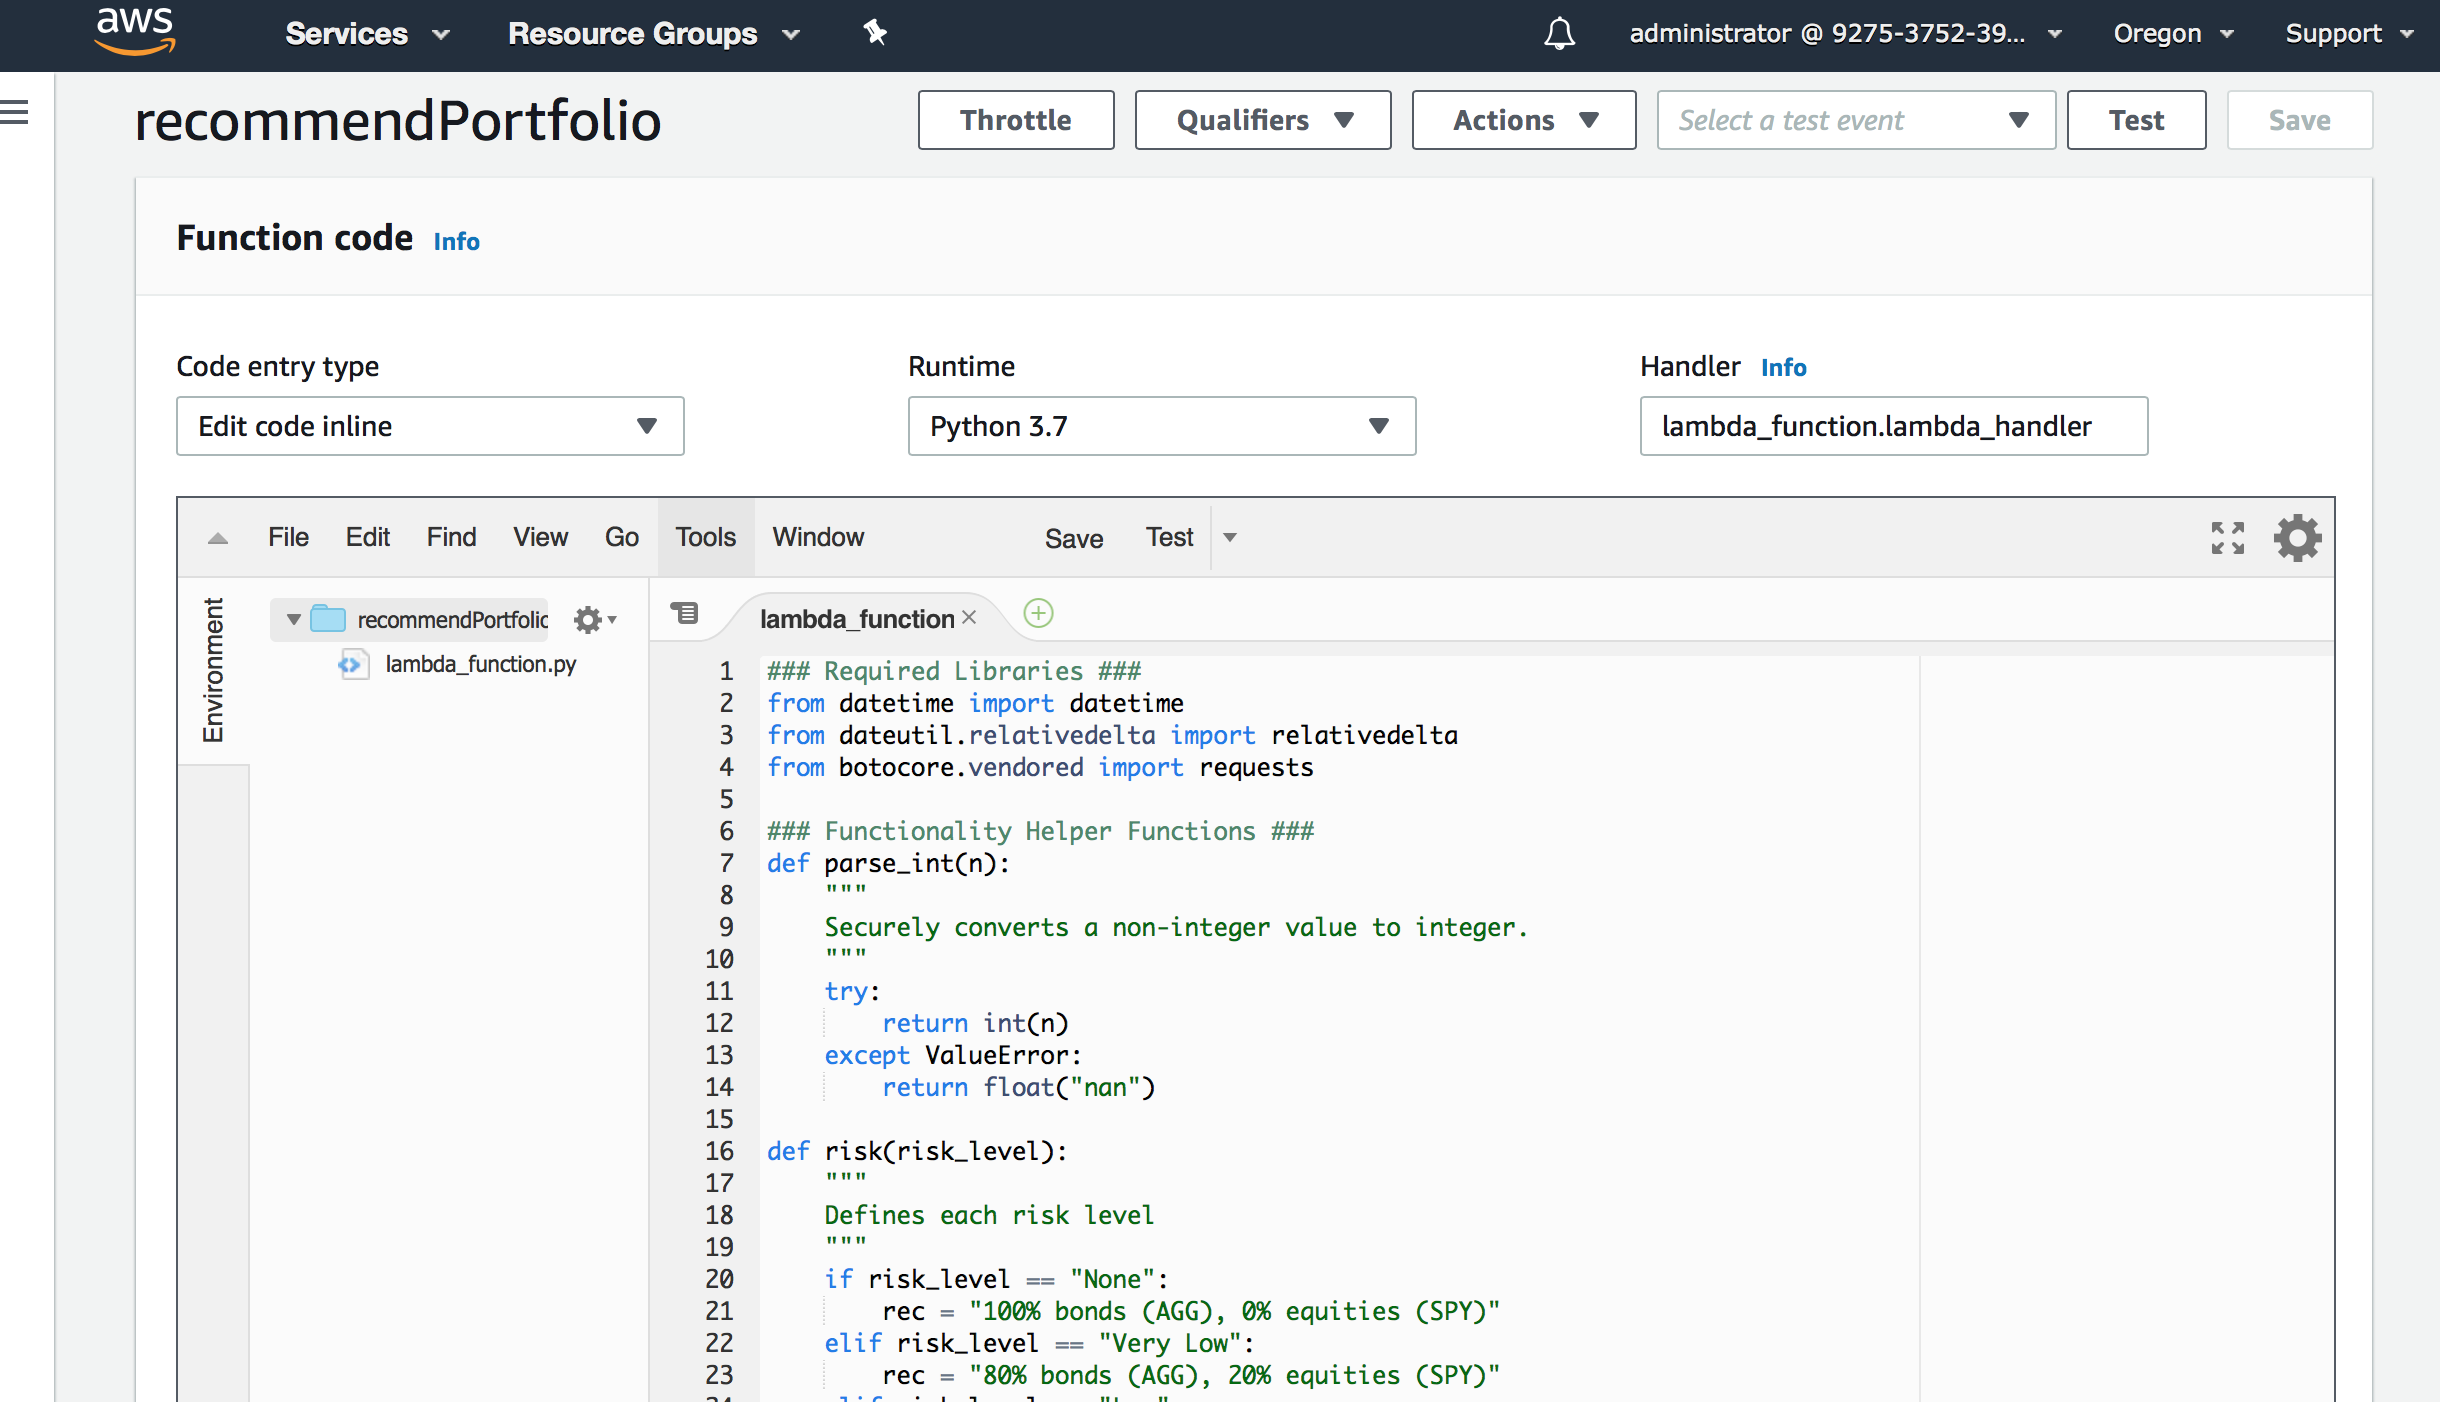 aws Services Resource Groups administrator @ 9275-3752-39... Oregon Support
recommendPortfolio Throttle Qualifiers Actions Select a test event Test Save
Function code Info
Code entry type Runtime Handler Info
Edit code inline Python 3.7 lambda_function.lambda_handler
File Edit Find View Go Tools Window Save Test
Environment
recommendPortfolio
lambda_function.py
lambda_function
1 ### Required Libraries ###
2 from datetime import datetime
3 from dateutil.relativedelta import relativedelta
4 from botocore.vendored import requests
5
6 ### Functionality Helper Functions ###
7 def parse_int(n):
8     """
9     Securely converts a non-integer value to integer.
10     """
11     try:
12         return int(n)
13     except ValueError:
14         return float("nan")
15
16 def risk(risk_level):
17     """
18     Defines each risk level
19     """
20     if risk_level == "None":
21         rec = "100% bonds (AGG), 0% equities (SPY)"
22     elif risk_level == "Very Low":
23         rec = "80% bonds (AGG), 20% equities (SPY)"